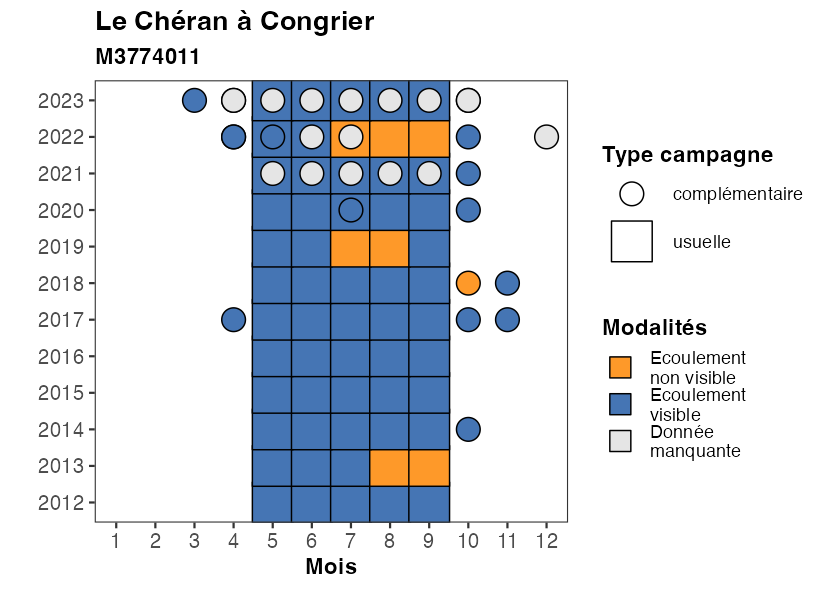 Le Chéran à Congrier
M3774011
2023
2022
2021
2020
2019
2018
2017
2016
2015
2014
2013
2012
1 2 3 4 5 6 7 8 9 10 11 12
Mois
Type campagne
complémentaire
usuelle
Modalités
Ecoulement
non visible
Ecoulement
visible
Donnée
manquante